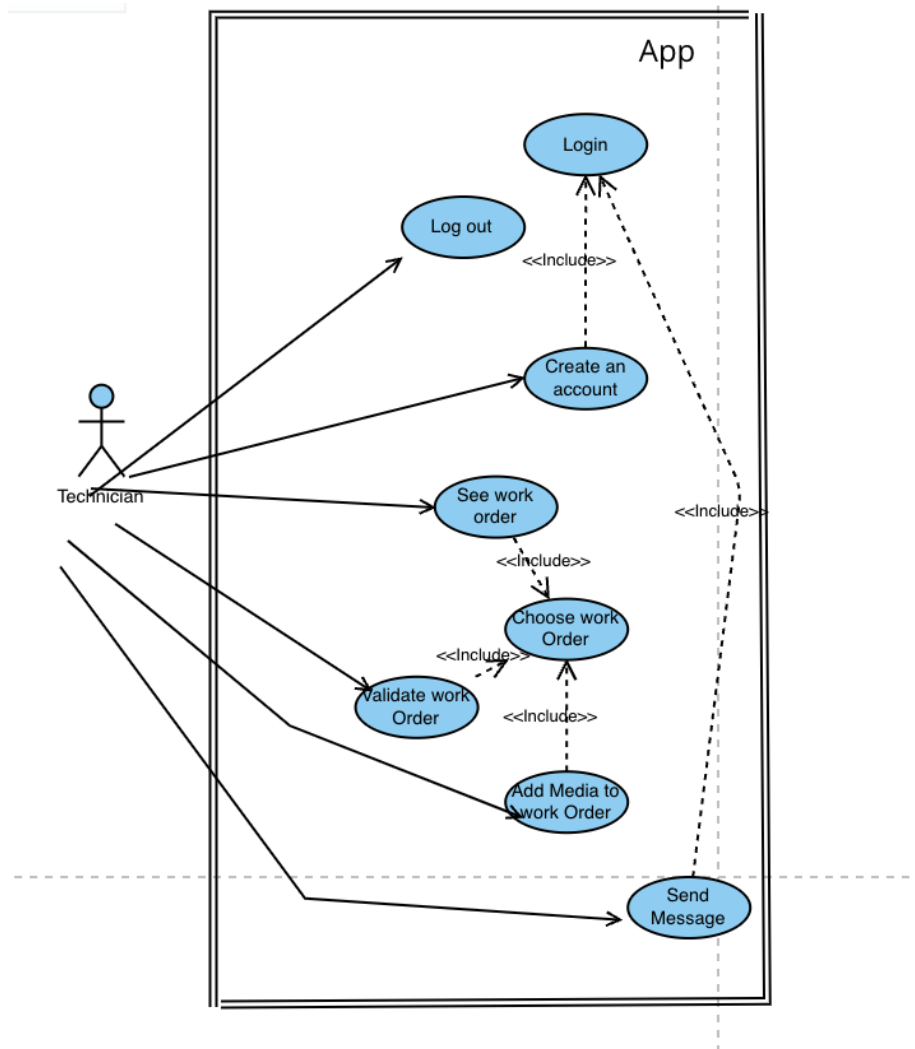 App
Login
Log out
<<Include>>
Create an
account
Technician
See work
order
<<Include>>
<<Include>>
Choose work
Order
<<Include>>
Validate work
Order
<<Include>>
Add Media to
work Order
Send
Message